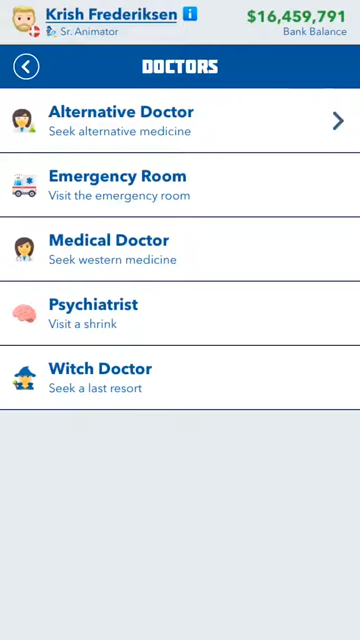 Krish Frederiksen i
$16,459,791
Sr. Animator
Bank Balance
DOCTORS
Alternative Doctor
Seek alternative medicine
Emergency Room
Visit the emergency room
Medical Doctor
Seek western medicine
Psychiatrist
Visit a shrink
Witch Doctor
Seek a last resort